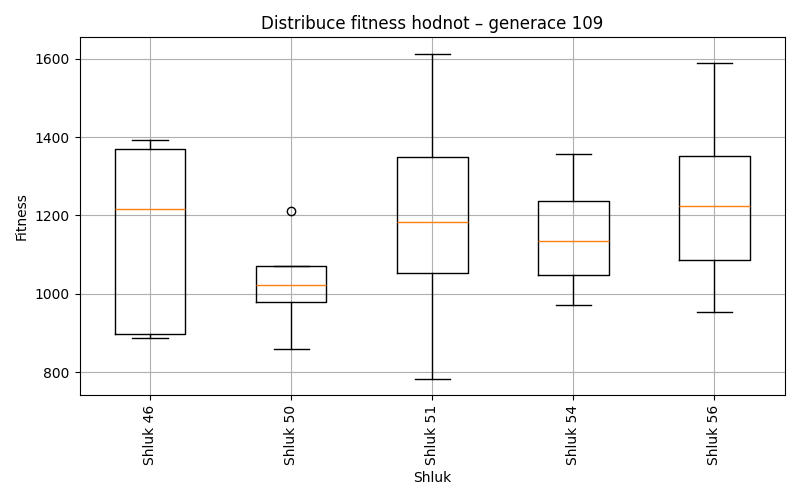 Distribuce fitness hodnot – generace 109
Fitness
1600
1400
1200
1000
800
Shluk 46
Shluk 50
Shluk 51
Shluk 54
Shluk 56
Shluk